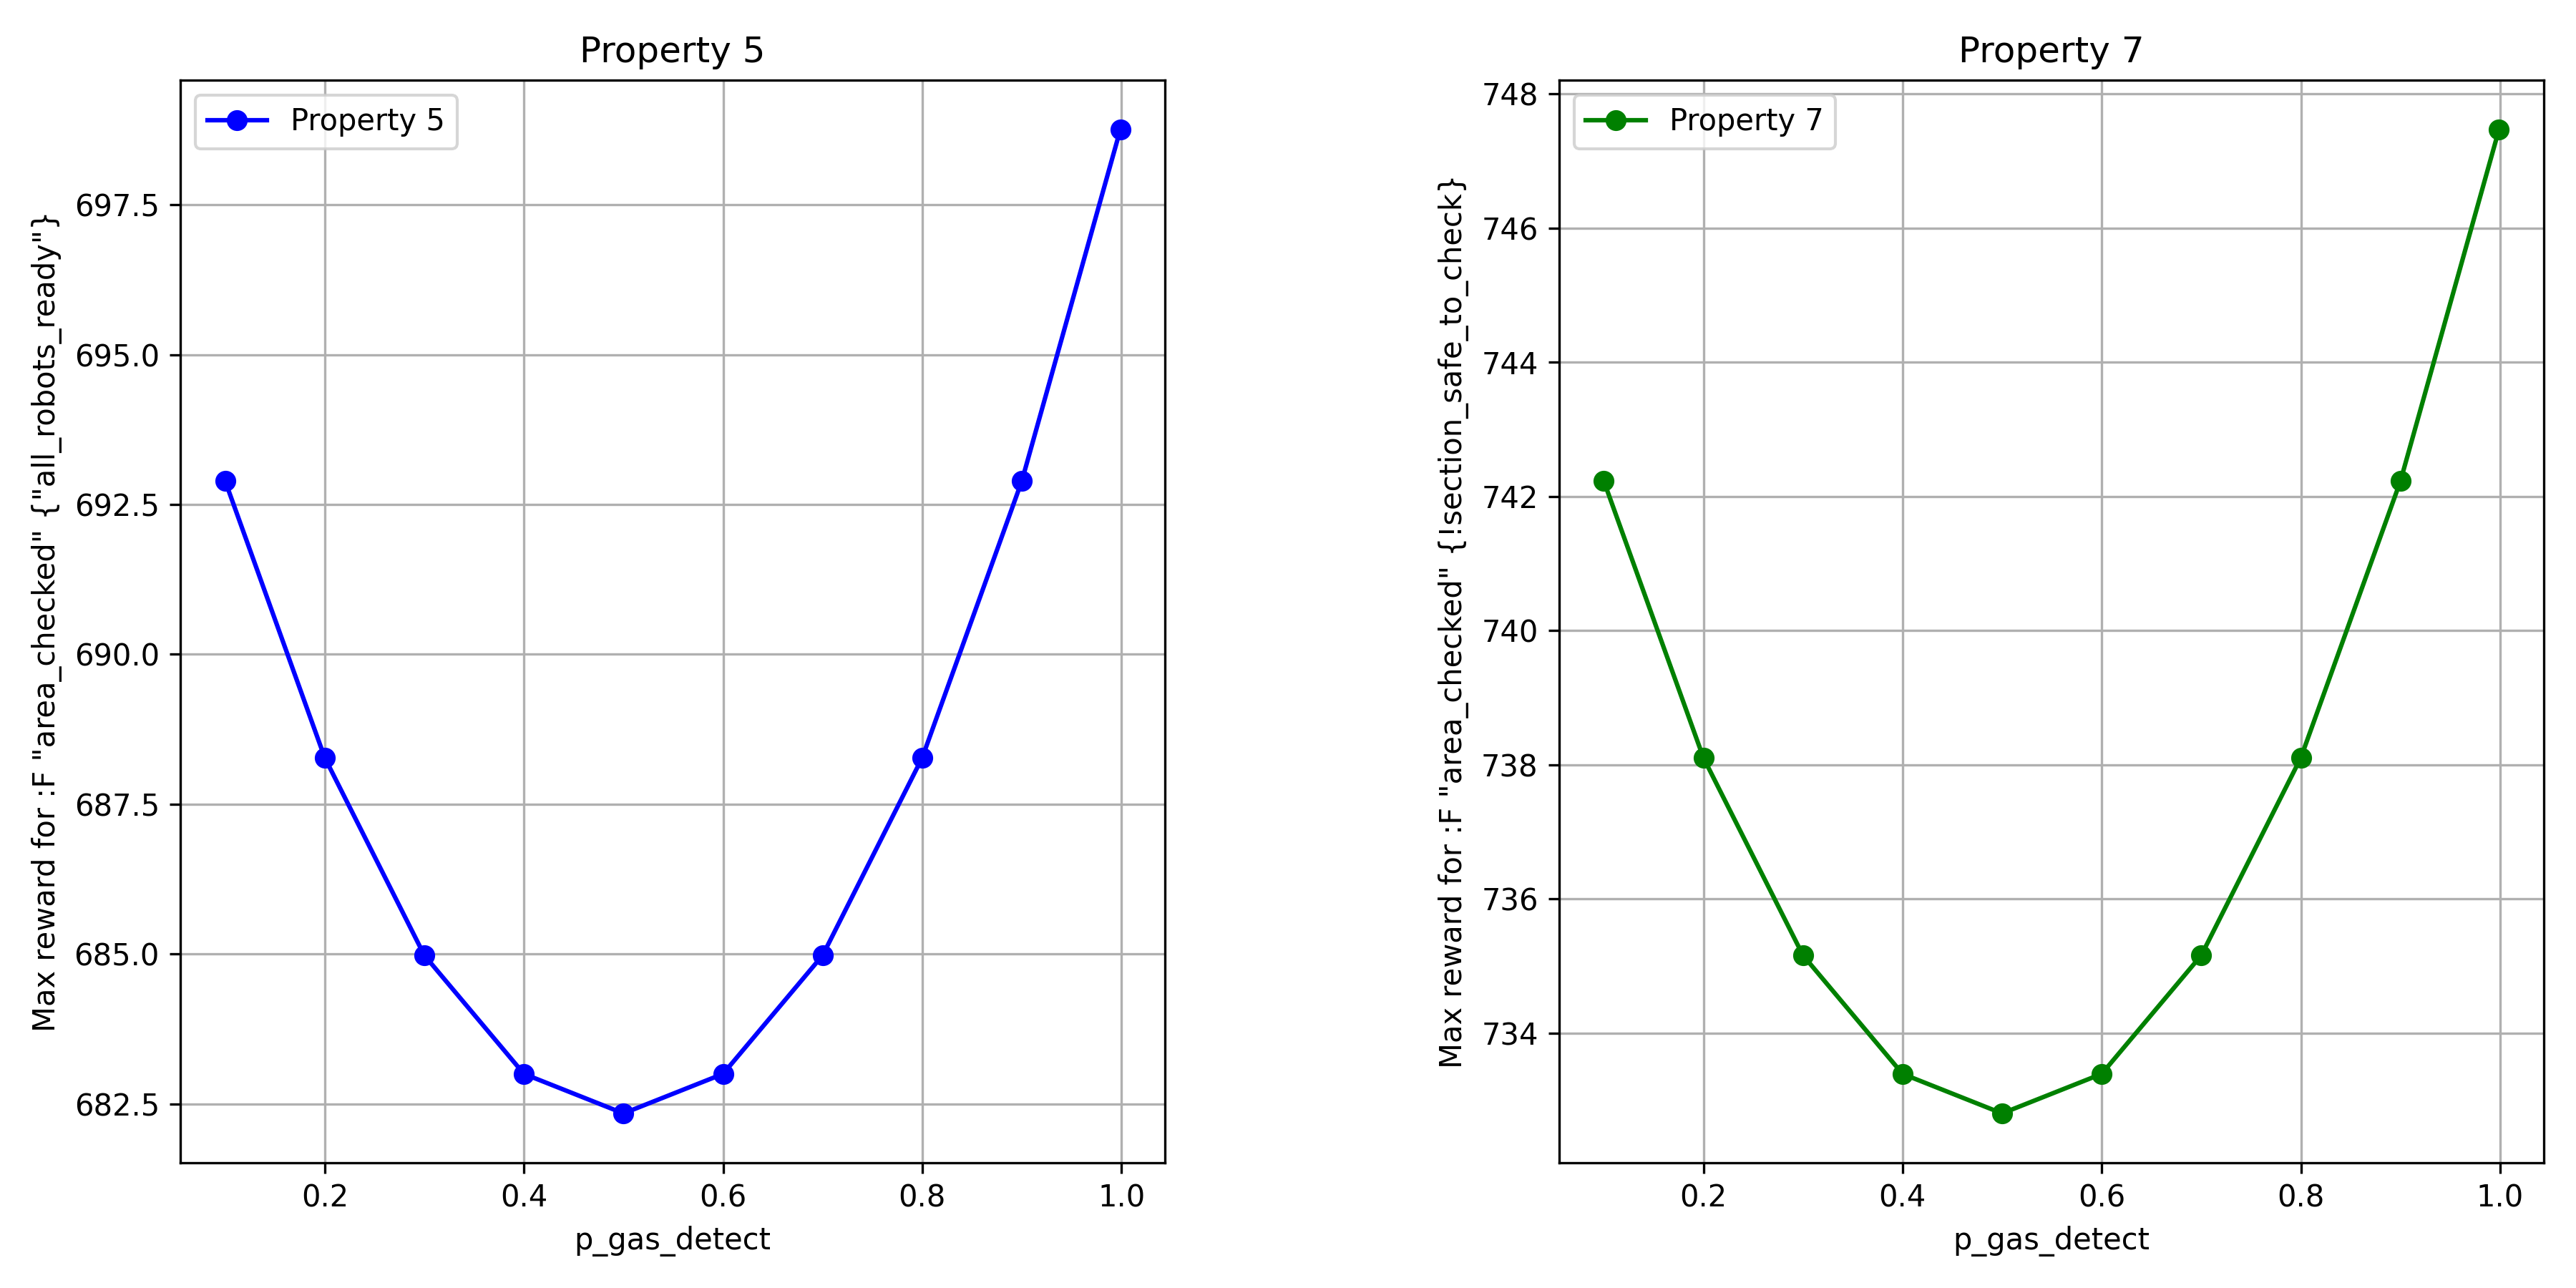 Property 5
Property 5
697.5
695.0
692.5
690.0
687.5
685.0
682.5
Max reward for :F "area_checked" {"all_robots_ready"}
0.2 0.4 0.6 0.8 1.0
p_gas_detect
Property 7
Property 7
748
746
744
742
740
738
736
734
Max reward for :F "area_checked" {!section_safe_to_check}
0.2 0.4 0.6 0.8 1.0
p_gas_detect